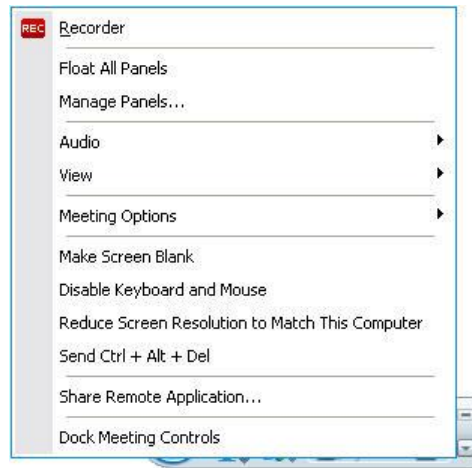 REC Recorder
Float All Panels
Manage Panels...
Audio
View
Meeting Options
Make Screen Blank
Disable Keyboard and Mouse
Reduce Screen Resolution to Match This Computer
Send Ctrl + Alt + Del
Share Remote Application...
Dock Meeting Controls